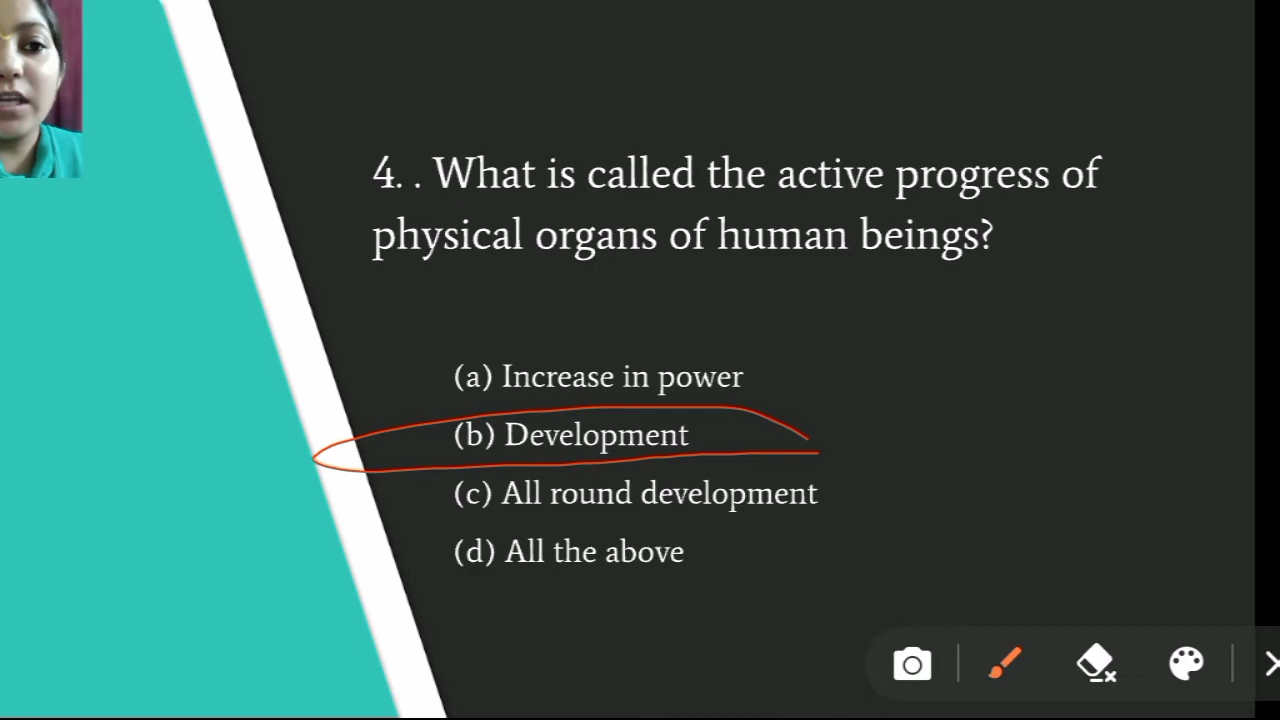 4. . What is called the active progress of
physical organs of human beings?
(a) Increase in power
(b) Development
(c) All round development
(d) All the above